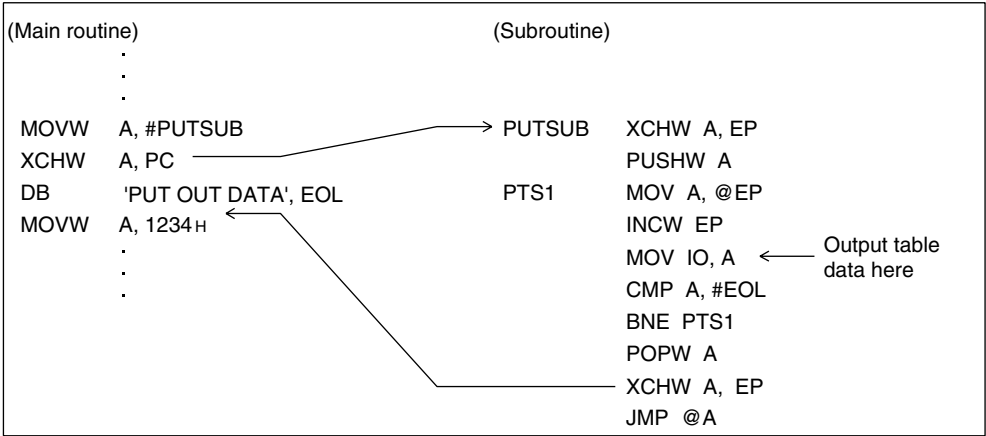 (Main routine)
(Subroutine)
.
.
.
MOVW A, #PUTSUB
XCHW A, PC
DB 'PUT OUT DATA', EOL
MOVW A, 1234H
.
.
.
PUTSUB XCHW A, EP
PUSHW A
PTS1 MOV A, @EP
INCW EP
MOV IO, A
Output table
data here
CMP A, #EOL
BNE PTS1
POPW A
XCHW A, EP
JMP @A